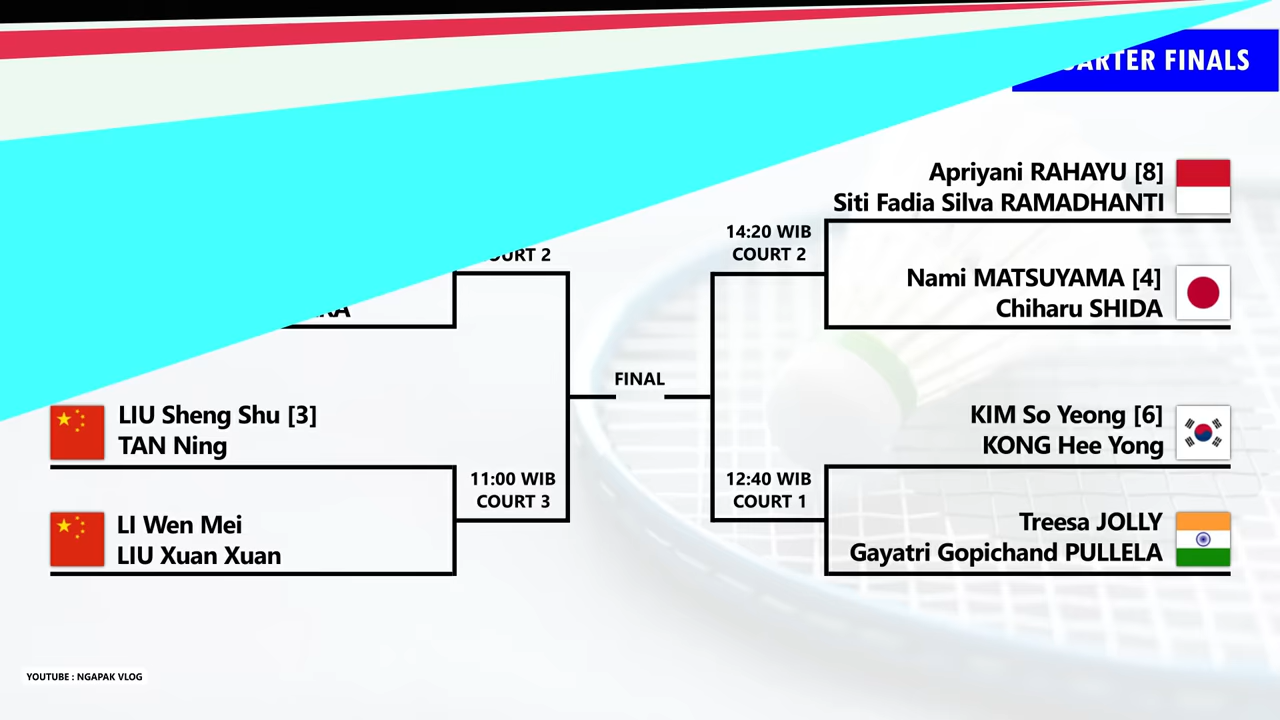 FINALS
Apriyani RAHAYU [8]
Siti Fadia Silva RAMADHANTI
14:20 WIB
COURT 2
2
Nami MATSUYAMA [4]
Chiharu SHIDA
FINAL
LIU Sheng Shu [3]
TAN Ning
KIM So Yeong [6]
KONG Hee Yong
11:00 WIB
COURT 3
12:40 WIB
COURT 1
LI Wen Mei
LIU Xuan Xuan
Treesa JOLLY
Gayatri Gopichand PULLELA
YOUTUBE : NGAPAK VLOG